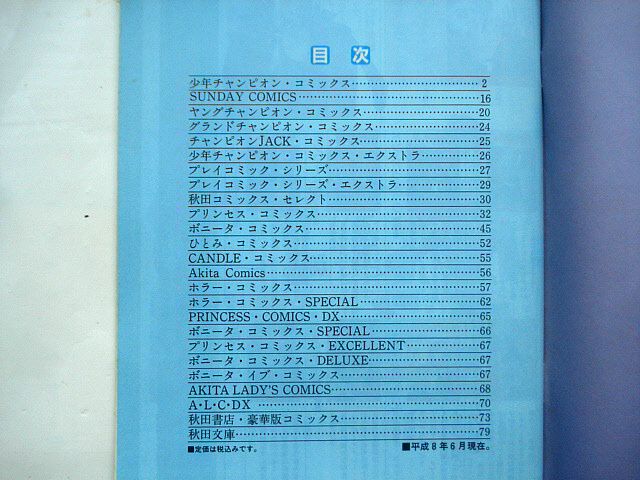 目次
少年チャンピオン・コミックス……………………………2
SUNDAY COMICS……………………………16
ヤングチャンピオン・コミックス……………………………20
グランドチャンピオン・コミックス……………………………24
チャンピオンJACK・コミックス……………………………25
少年チャンピオン・コミックス・エクストラ……………………26
プレイコミック・シリーズ……………………………27
プレイコミック・シリーズ・エクストラ……………………29
秋田コミックス・セレクト……………………………30
プリンセス・コミックス……………………………32
ボニータ・コミックス……………………………45
ひとみ・コミックス……………………………52
CANDLE・コミックス……………………………55
Akita Comics……………………………56
ホラー・コミックス……………………………57
ホラー・コミックス・SPECIAL……………………62
PRINCESS・COMICS・DX……………………65
ボニータ・コミックス・SPECIAL……………………66
プリンセス・コミックス・EXCELLENT……………………67
ボニータ・コミックス・DELUXE……………………67
ボニータ・イブ・コミックス……………………67
AKITA LADY'S COMICS……………………68
A・L・C・DX ……………………………70
秋田書店・豪華版コミックス……………………73
秋田文庫……………………………79
■定価は税込みです。 ■平成8年6月現在。